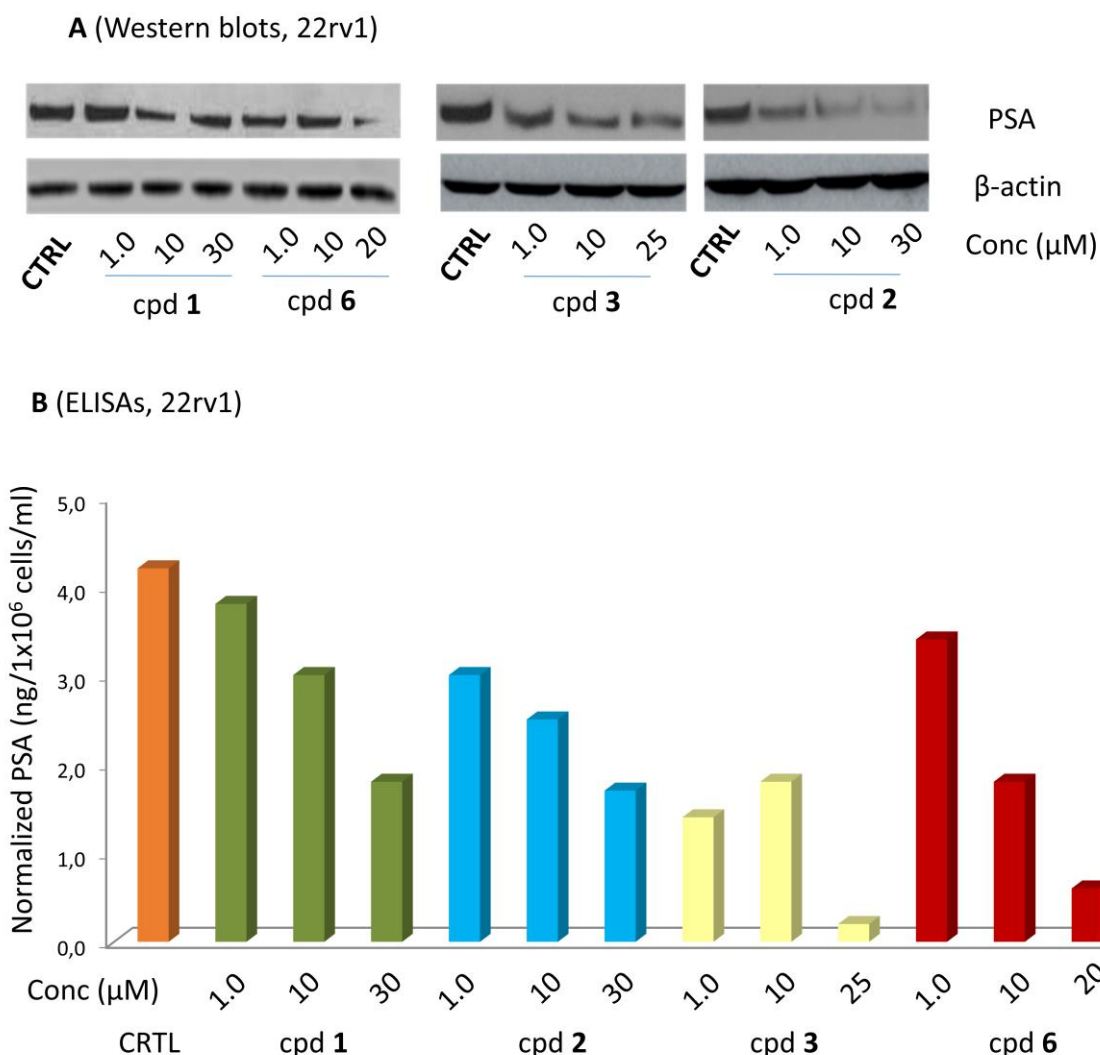 A (Western blots, 22rv1)
PSA
β-actin
CTRL 1.0 10 30 1.0 10 20 CTRL 1.0 10 25 CTRL 1.0 10 30 Conc (µM)
cpd 1 cpd 6 cpd 3 cpd 2
B (ELISAs, 22rv1)
Normalized PSA (ng/1x10⁶ cells/ml)
5,0
4,0
3,0
2,0
1,0
0,0
Conc (µM) 1.0 10 30 1.0 10 30 1.0 10 25 1.0 10 20
CRTL cpd 1 cpd 2 cpd 3 cpd 6